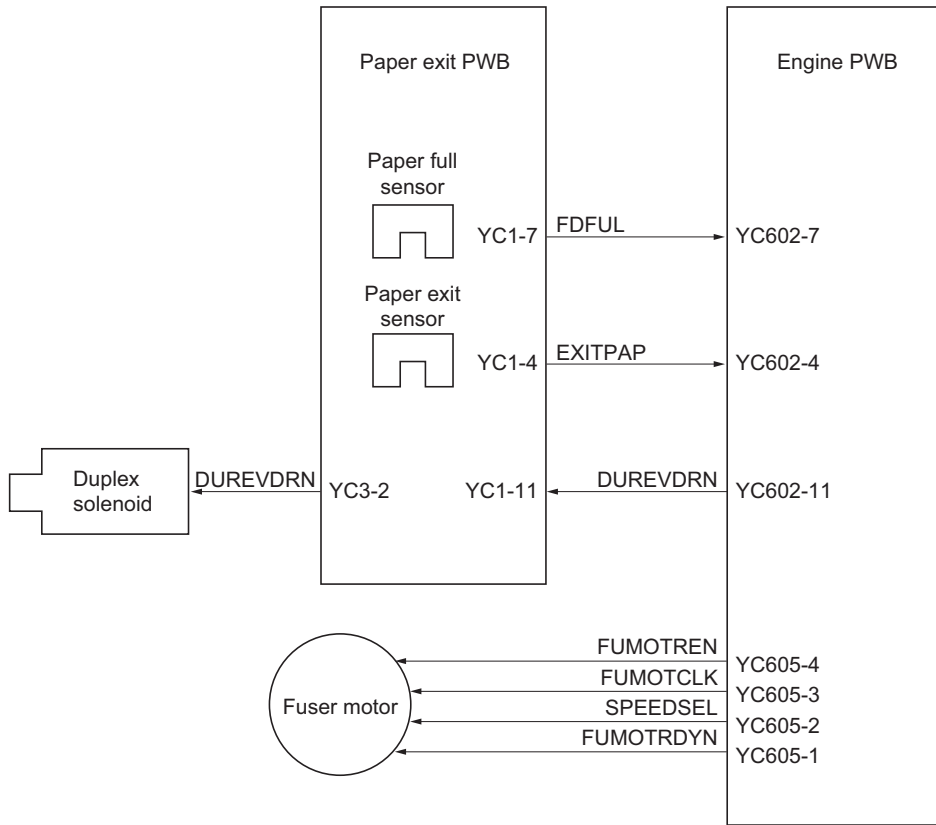 Paper exit PWB
Engine PWB
Paper full
sensor
YC1-7
FDFUL
YC602-7
Paper exit
sensor
YC1-4
EXITPAP
YC602-4
Duplex
solenoid
DUREVDRN
YC3-2
YC1-11
DUREVDRN
YC602-11
Fuser motor
FUMOTREN
YC605-4
FUMOTCLK
YC605-3
SPEEDSEL
YC605-2
FUMOTRDYN
YC605-1